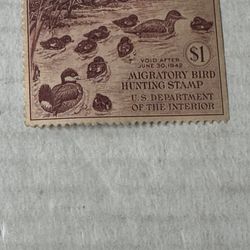 VOID AFTER
JUNE 30, 1942
$1
MIGRATORY BIRD
HUNTING STAMP
U.S. DEPARTMENT
OF THE INTERIOR